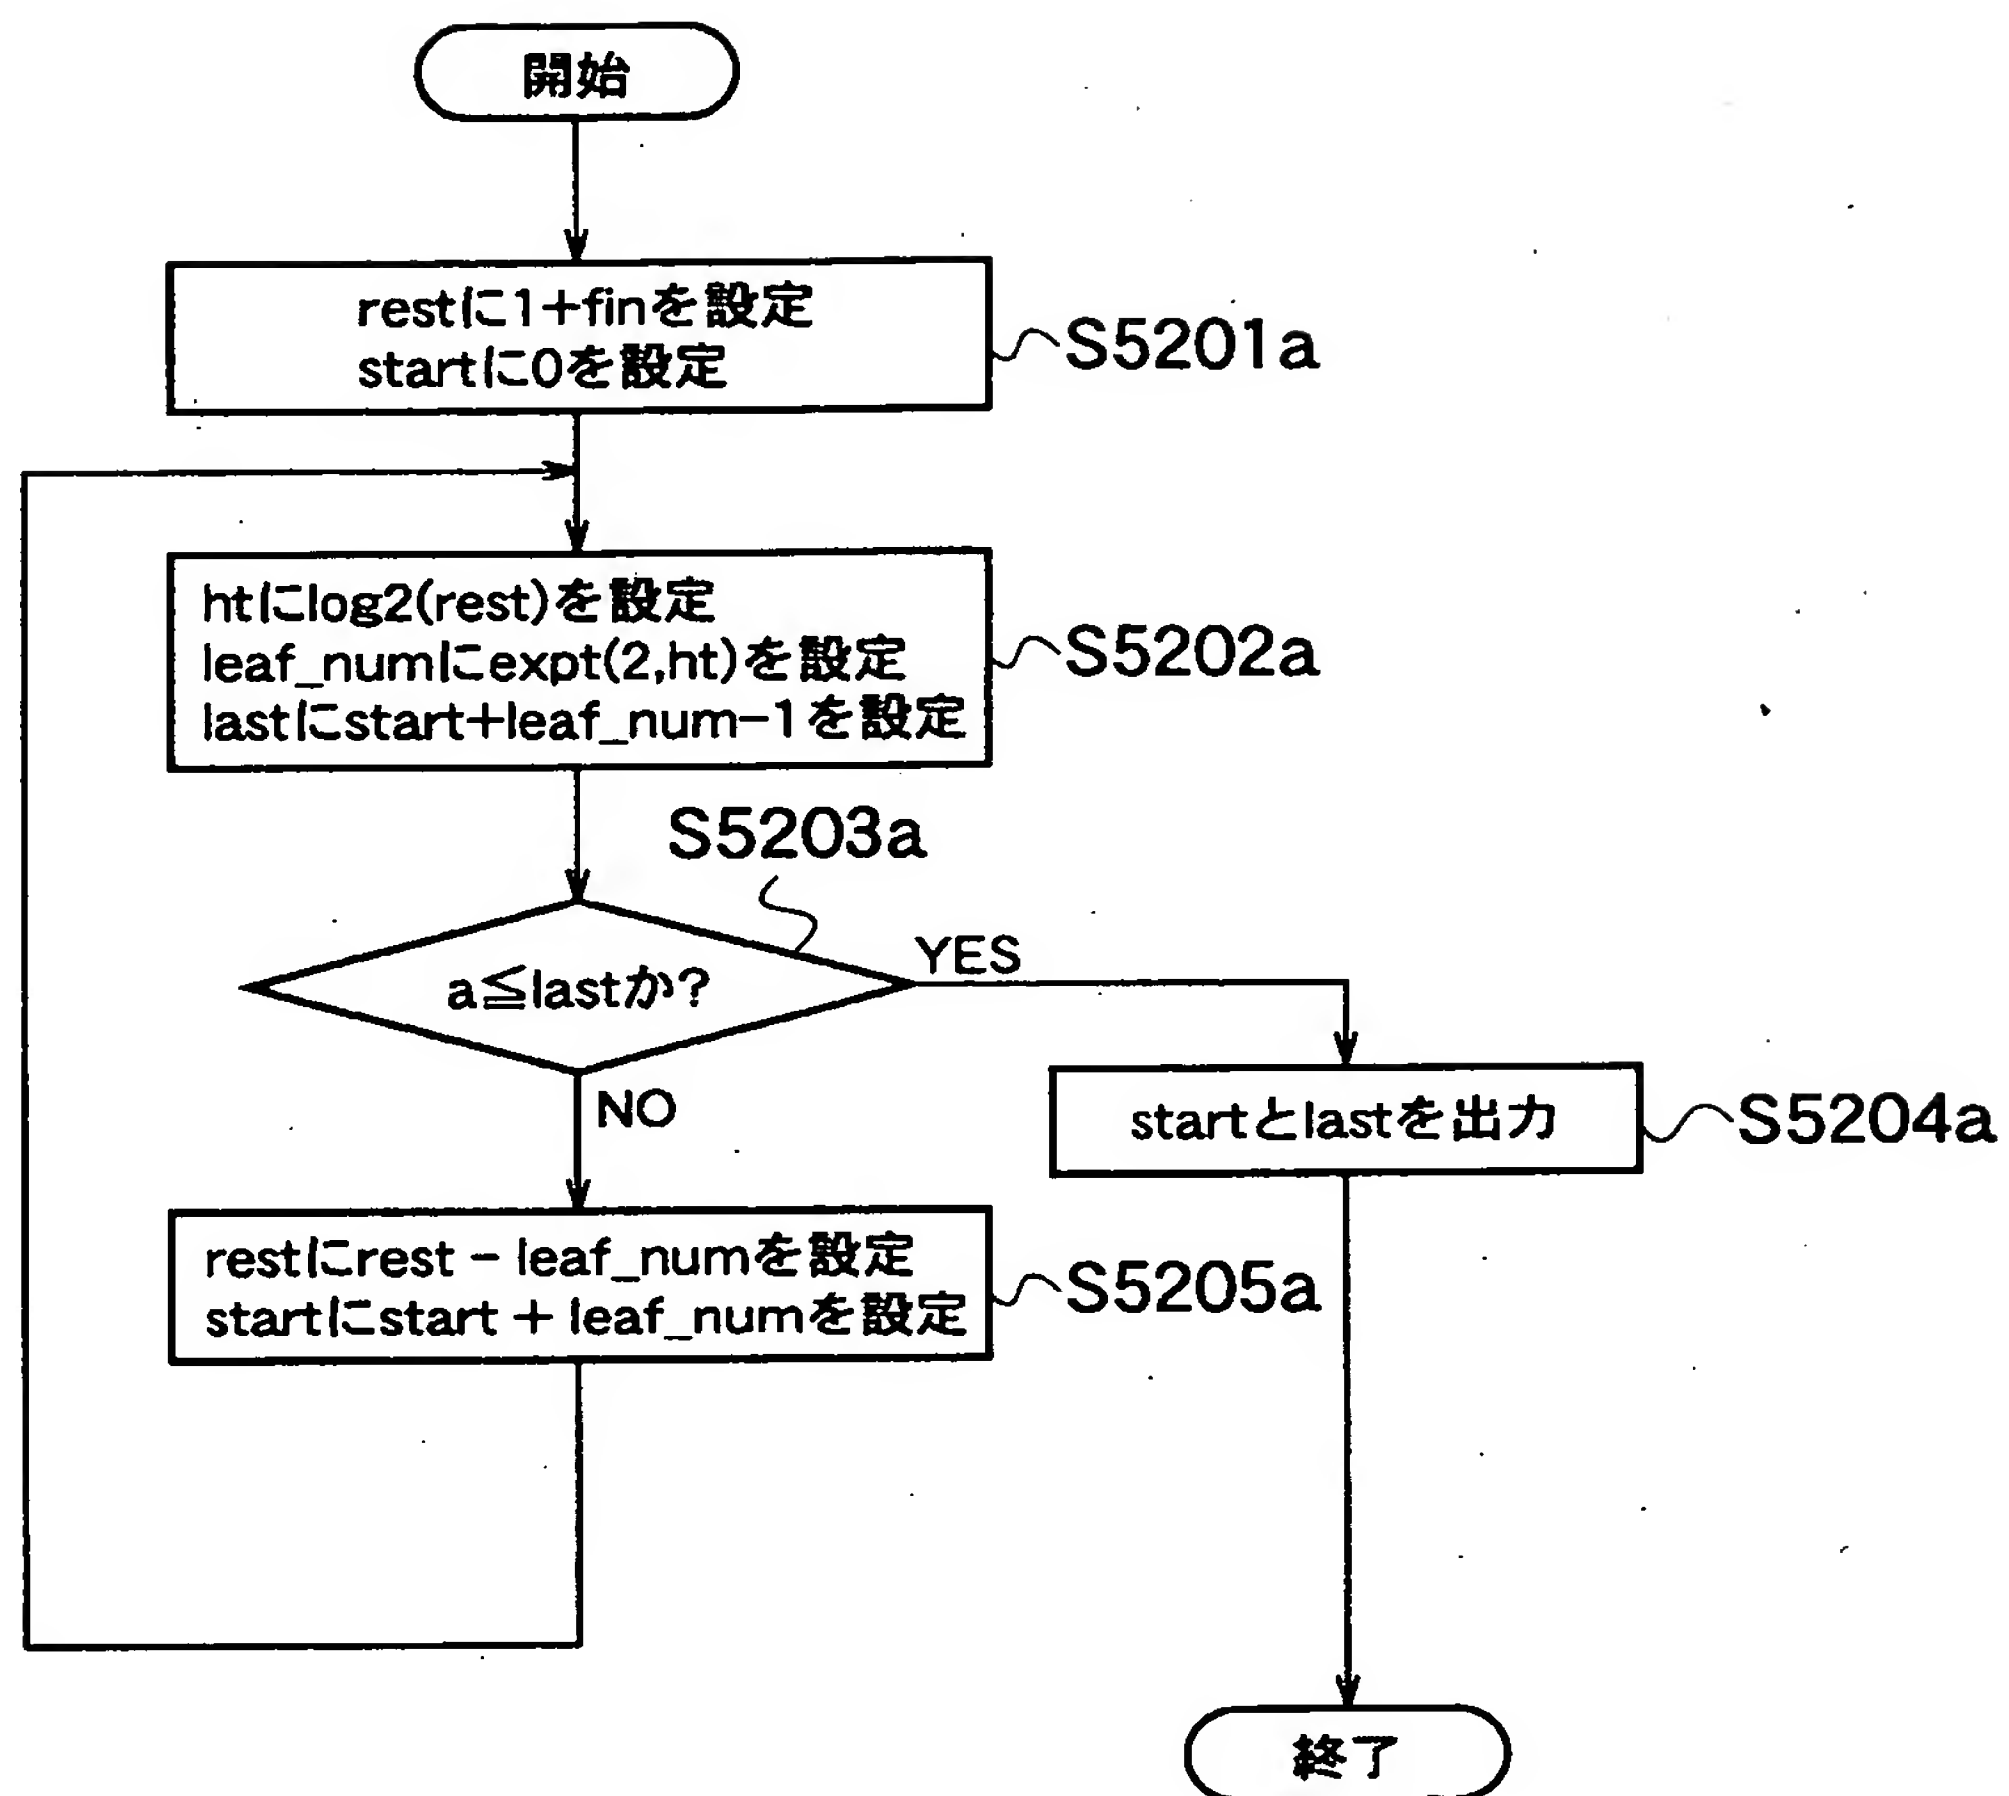 開始
restに1+finを設定
startに0を設定
S5201a
htにlog2(rest)を設定
leaf_numにexpt(2,ht)を設定
lastにstart+leaf_num-1を設定
S5202a
S5203a
a≦lastか?
YES
NO
startとlastを出力
S5204a
restにrest - leaf_numを設定
startにstart + leaf_numを設定
S5205a
終了